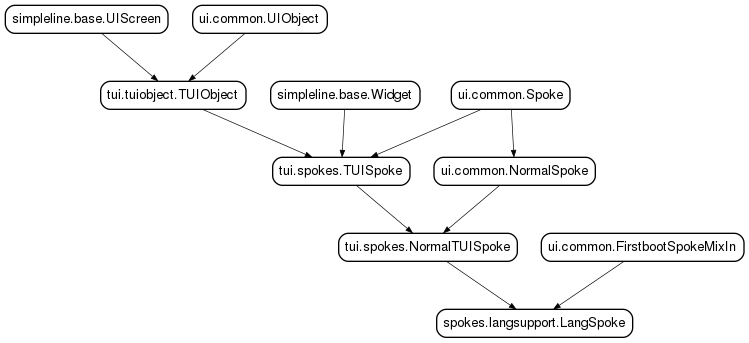 simpleline.base.UIScreen
ui.common.UIObject
tui.tuiobject.TUIObject
simpleline.base.Widget
ui.common.Spoke
tui.spokes.TUISpoke
ui.common.NormalSpoke
tui.spokes.NormalTUISpoke
ui.common.FirstbootSpokeMixIn
spokes.langsupport.LangSpoke